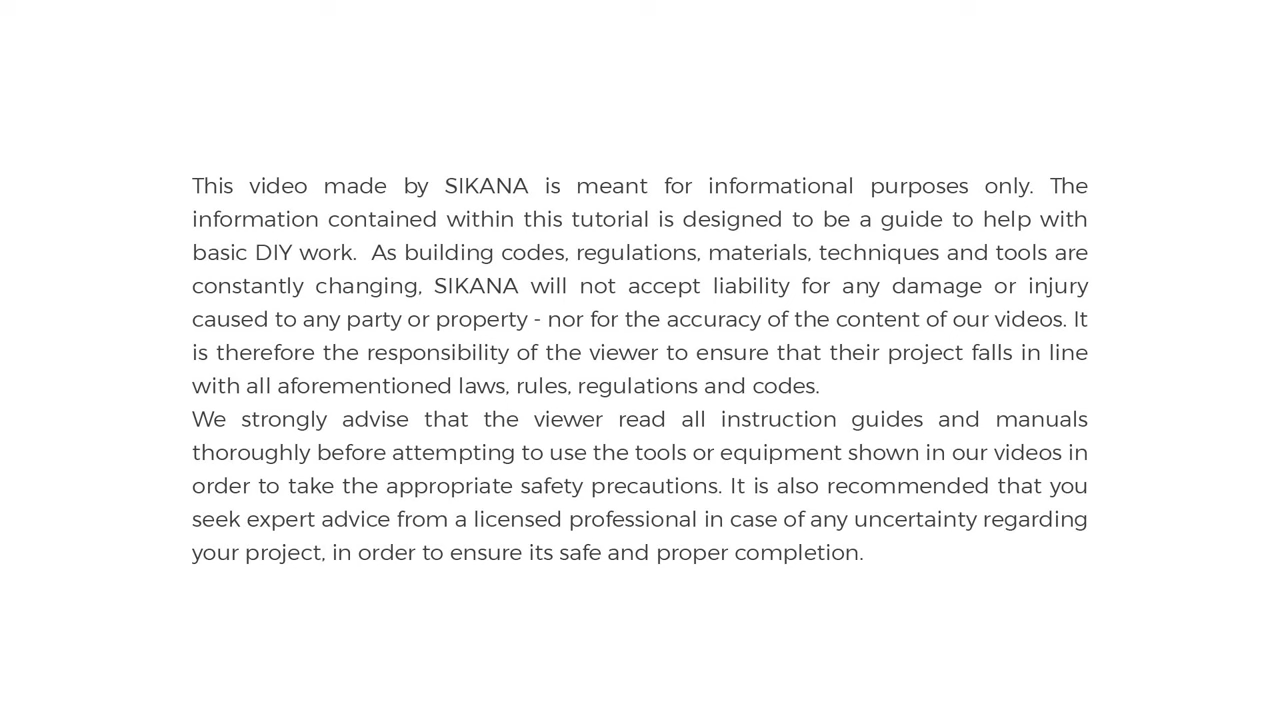 This video made by SIKANA is meant for informational purposes only. The
information contained within this tutorial is designed to be a guide to help with
basic DIY work.  As building codes, regulations, materials, techniques and tools are
constantly changing, SIKANA will not accept liability for any damage or injury
caused to any party or property - nor for the accuracy of the content of our videos. It
is therefore the responsibility of the viewer to ensure that their project falls in line
with all aforementioned laws, rules, regulations and codes.
We strongly advise that the viewer read all instruction guides and manuals
thoroughly before attempting to use the tools or equipment shown in our videos in
order to take the appropriate safety precautions. It is also recommended that you
seek expert advice from a licensed professional in case of any uncertainty regarding
your project, in order to ensure its safe and proper completion.